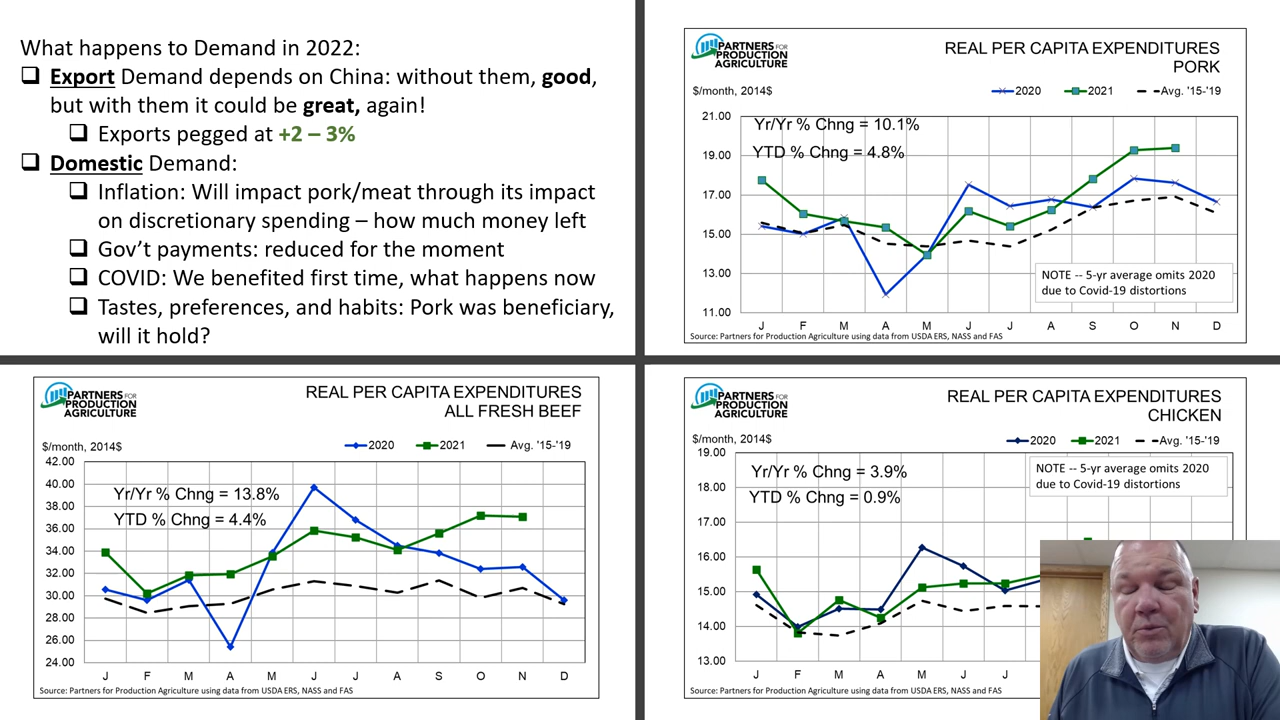 What happens to Demand in 2022:
❑ Export Demand depends on China: without them, good,
but with them it could be great, again!
❑ Exports pegged at +2 – 3%
❑ Domestic Demand:
❑ Inflation: Will impact pork/meat through its impact
on discretionary spending – how much money left
❑ Gov't payments: reduced for the moment
❑ COVID: We benefited first time, what happens now
❑ Tastes, preferences, and habits: Pork was beneficiary,
will it hold?
PARTNERS FOR
PRODUCTION
AGRICULTURE
REAL PER CAPITA EXPENDITURES
PORK
$/month, 2014$
2020 2021 Avg. '15-'19
21.00
Yr/Yr % Chng = 10.1%
YTD % Chng = 4.8%
19.00
17.00
15.00
13.00
11.00
NOTE -- 5-yr average omits 2020
due to Covid-19 distortions
J F M A M J J A S O N D
Source: Partners for Production Agriculture using data from USDA ERS, NASS and FAS
PARTNERS FOR
PRODUCTION
AGRICULTURE
REAL PER CAPITA EXPENDITURES
ALL FRESH BEEF
$/month, 2014$
2020 2021 Avg. '15-'19
42.00
40.00
Yr/Yr % Chng = 13.8%
38.00
YTD % Chng = 4.4%
36.00
34.00
32.00
30.00
28.00
26.00
24.00
J F M A M J J A S O N D
Source: Partners for Production Agriculture using data from USDA ERS, NASS and FAS
PARTNERS FOR
PRODUCTION
AGRICULTURE
REAL PER CAPITA EXPENDITURES
CHICKEN
$/month, 2014$
2020 2021 Avg. '15-'19
19.00
Yr/Yr % Chng = 3.9%
YTD % Chng = 0.9%
NOTE -- 5-yr average omits 2020
due to Covid-19 distortions
18.00
17.00
16.00
15.00
14.00
13.00
J F M A M J J
Source: Partners for Production Agriculture using data from USDA ERS, NASS and FAS